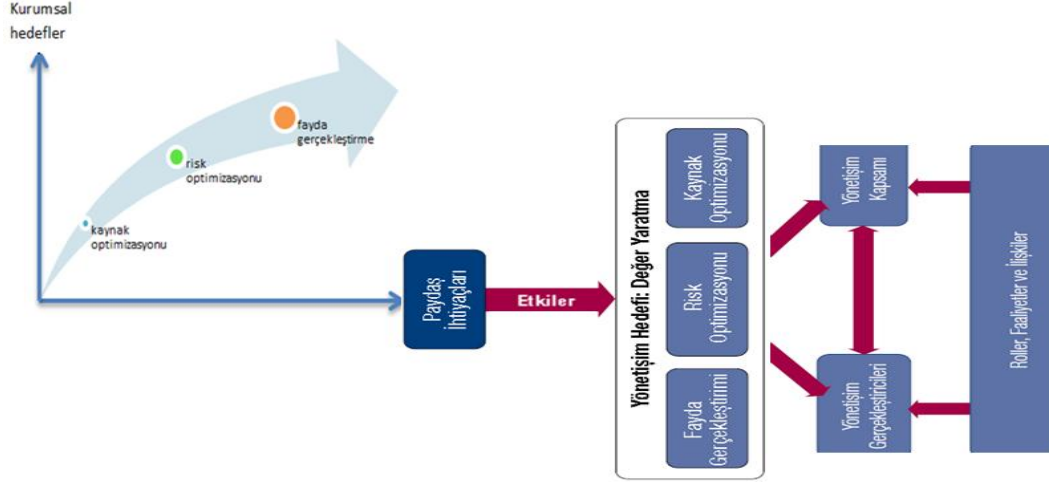 Kurumsal
hedefler
fayda
gerçekleştirme
risk
optimizasyonu
kaynak
optimizasyonu
Paydaş
İhtiyaçları
Etkiler
Yönetişim Hedefi: Değer Yaratma
Kaynak
Optimizasyonu
Risk
Optimizasyonu
Fayda
Gerçekleştirimi
Yönetişim
Kapsamı
Yönetişim
Gerçekleştiricileri
Roller, Faaliyetler ve İlişkiler